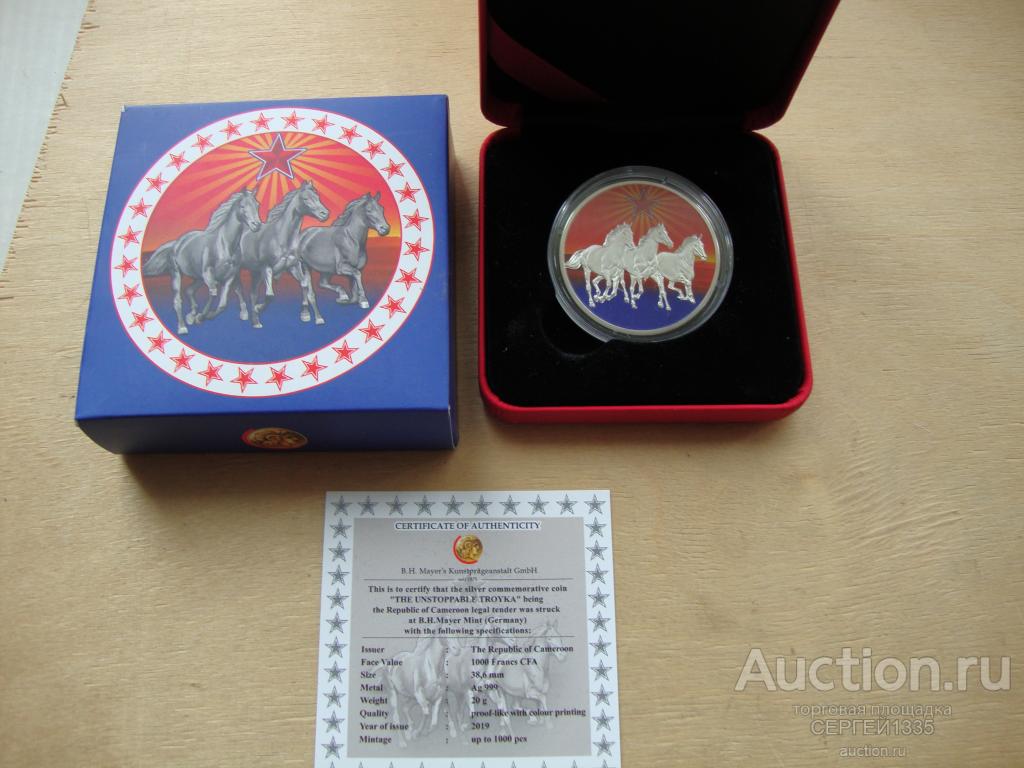 CERTIFICATE OF AUTHENTICITY
B.H. Mayer's Kunstprägeanstalt GmbH
This is to certify that the silver commemorative coin
"THE UNSTOPPABLE TROYKA" being
the Republic of Cameroon legal tender was struck
at B.H.Mayer Mint (Germany)
with the following specifications:
Issuer : The Republic of Cameroon
Face Value : 1000 Francs CFA
Size : 38,6 mm
Metal : Ag 999
Weight : 20 g
Quality : proof-like with colour printing
Year of issue : 2019
Mintage : up to 1000 pcs
Auction.ru
торговая площадка
СЕРГЕЙ1335
auction.ru